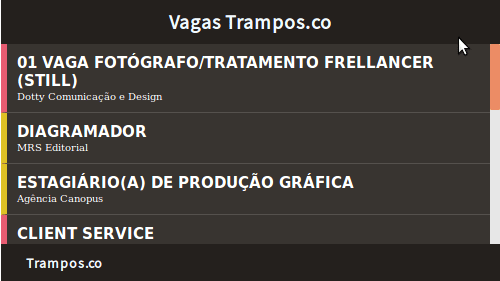 Vagas Trampos.co
01 VAGA FOTÓGRAFO/TRATAMENTO FRELLANCER
(STILL)
Dotty Comunicação e Design
DIAGRAMADOR
MRS Editorial
ESTAGIÁRIO(A) DE PRODUÇÃO GRÁFICA
Agência Canopus
CLIENT SERVICE
Trampos.co